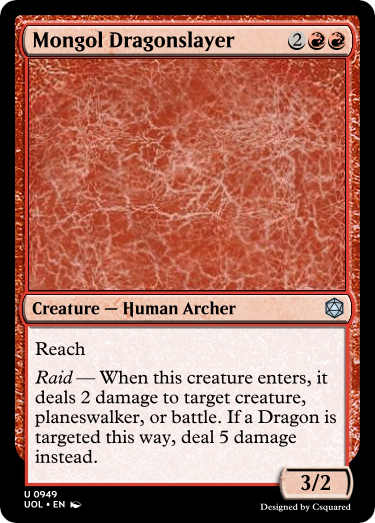 Mongol Dragonslayer 2
Creature — Human Archer
Reach
Raid — When this creature enters, it
deals 2 damage to target creature,
planeswalker, or battle. If a Dragon is
targeted this way, deal 5 damage
instead.
3/2
U 0949
UOL • EN
Designed by Csquared